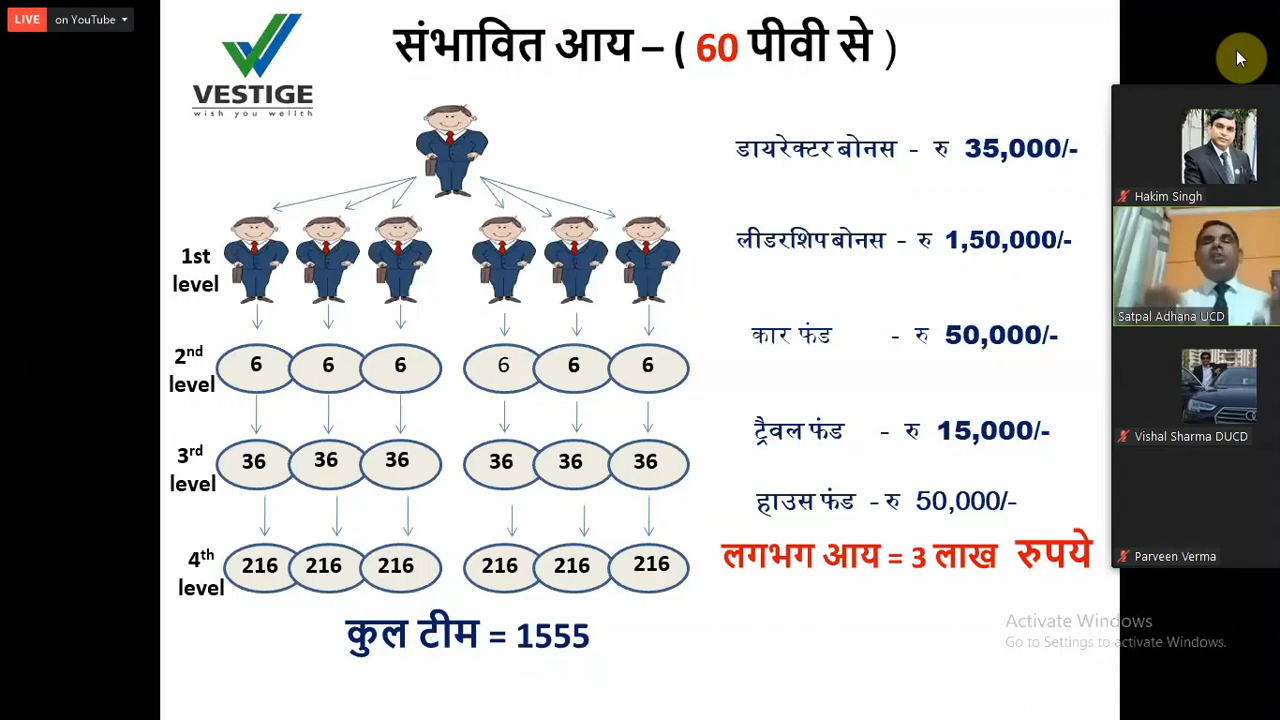 LIVE on YouTube
संभावित आय – ( 60 पीवी से )
VESTIGE
wish you wellth
डायरेक्टर बोनस - रु 35,000/-
Hakim Singh
1st level
लीडरशिप बोनस - रु 1,50,000/-
Satpal Adhana UCD
2nd level
6 6 6 6 6 6
कार फंड - रु 50,000/-
3rd level
36 36 36 36 36 36
ट्रैवल फंड - रु 15,000/-
Vishal Sharma DUCD
हाउस फंड - रु 50,000/-
4th level
216 216 216 216 216 216
लगभग आय = 3 लाख रुपये
Parveen Verma
कुल टीम = 1555
Activate Windows
Go to Settings to activate Windows.